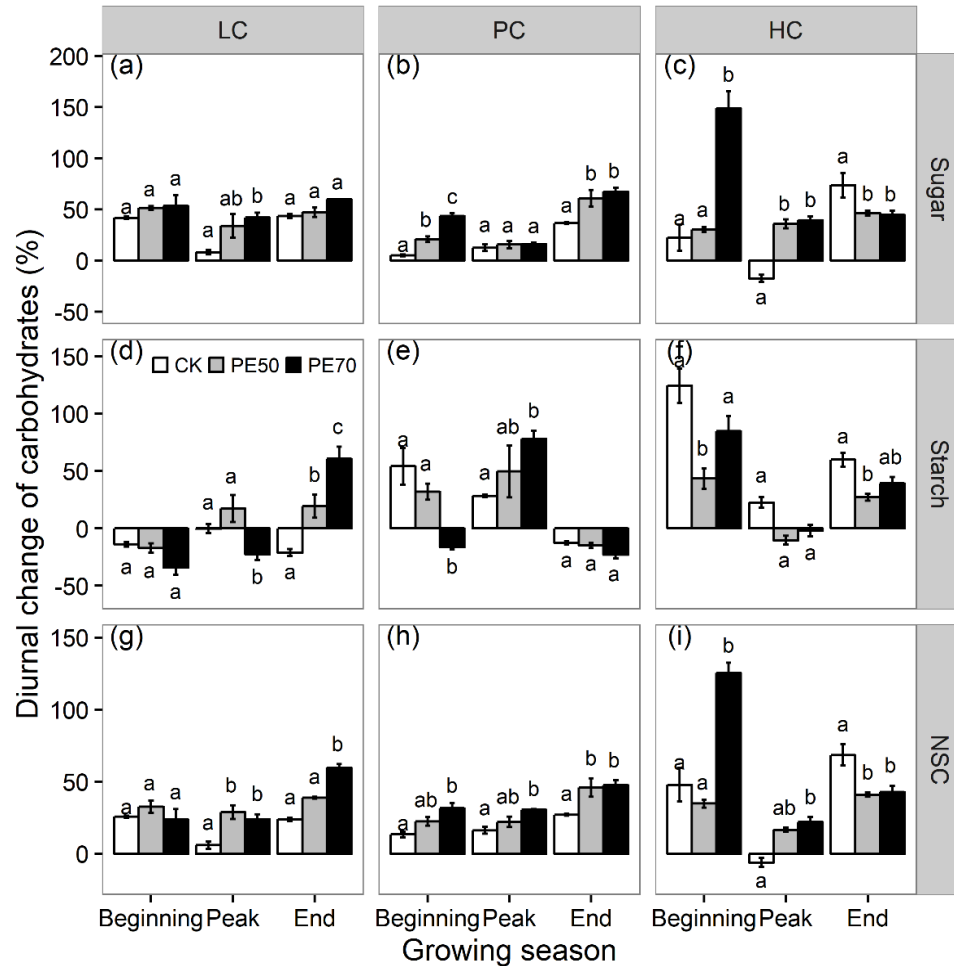 LC PC HC
(a) (b) (c)
200
150
100
50
0
-50
a a a a ab b a a a
a b c a a a a b b
a a b a b b a b b
Sugar
(d) (e) (f)
CK PE50 PE70
150
100
50
0
-50
a a a a a b a b c
a a b a ab b a a a
a b a a a a a b ab
Starch
(g) (h) (i)
150
100
50
0
a a a a b b a a b
a ab b a a b a b b
a a b a ab b a b b
NSC
Beginning Peak End Beginning Peak End Beginning Peak End
Growing season
Diurnal change of carbohydrates (%)